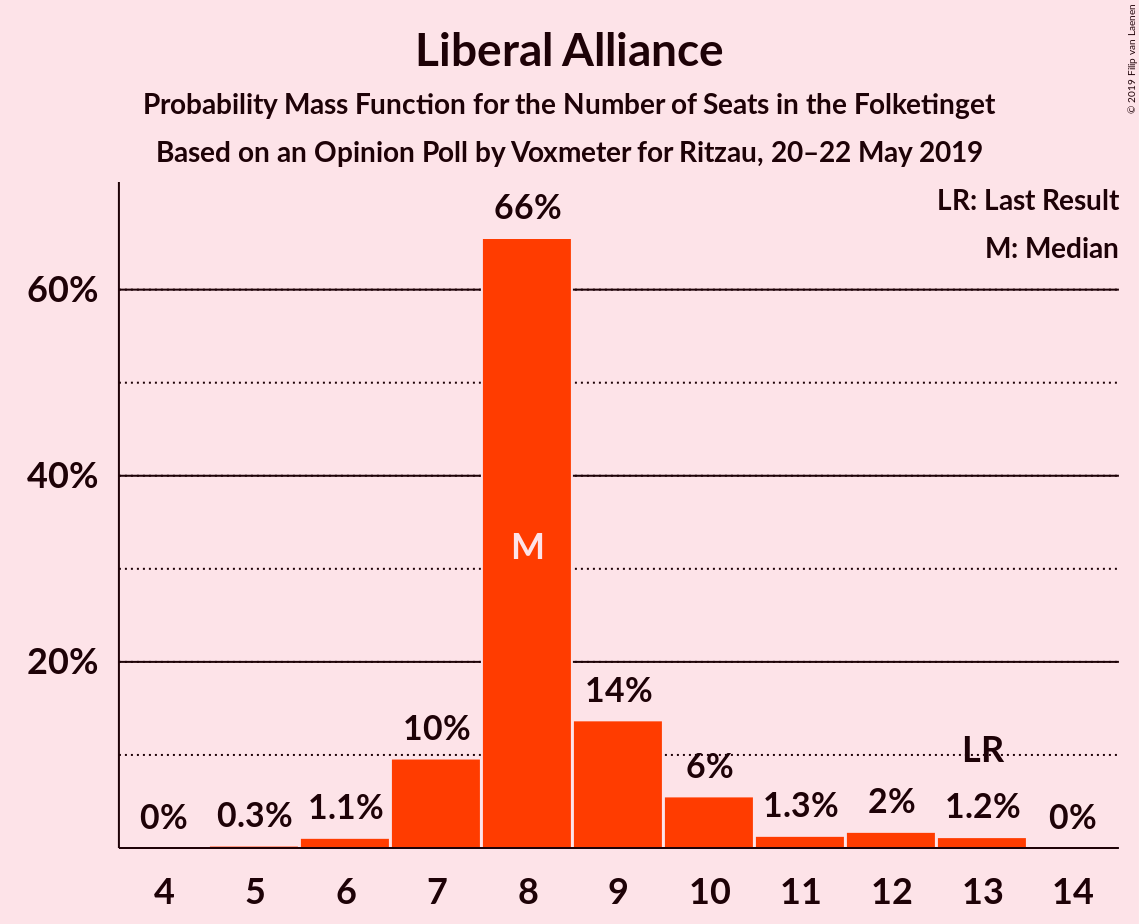 © 2019 Filip van Laenen
Liberal Alliance
Probability Mass Function for the Number of Seats in the Folketinget
Based on an Opinion Poll by Voxmeter for Ritzau, 20–22 May 2019
LR: Last Result
M: Median
60%
40%
20%
0%
0.3%
1.1%
10%
66%
M
14%
6%
1.3%
2%
LR
1.2%
0%
4 5 6 7 8 9 10 11 12 13 14